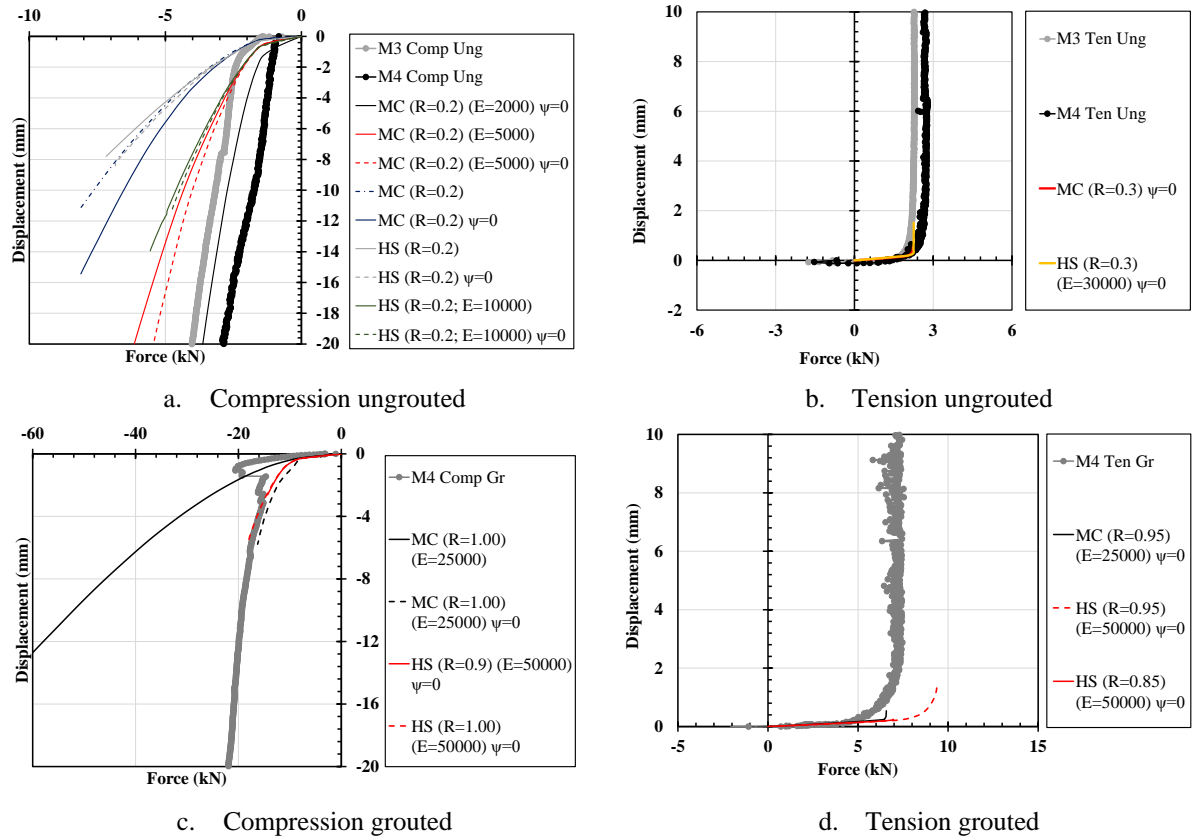 -10 -5 0
0
-2
-4
-6
-8
-10
-12
-14
-16
-18
-20
Displacement (mm)
Force (kN)
M3 Comp Ung
M4 Comp Ung
MC (R=0.2) (E=2000) ψ=0
MC (R=0.2) (E=5000)
MC (R=0.2) (E=5000) ψ=0
MC (R=0.2)
MC (R=0.2) ψ=0
HS (R=0.2)
HS (R=0.2) ψ=0
HS (R=0.2; E=10000)
HS (R=0.2; E=10000) ψ=0
a. Compression ungrouted
10
8
6
4
2
0
-2
-6 -3 0 3 6
Displacement (mm)
Force (kN)
M3 Ten Ung
M4 Ten Ung
MC (R=0.3) ψ=0
HS (R=0.3)
(E=30000) ψ=0
b. Tension ungrouted
-60 -40 -20 0
0
-4
-8
-12
-16
-20
Displacement (mm)
Force (kN)
M4 Comp Gr
MC (R=1.00)
(E=25000)
MC (R=1.00)
(E=25000) ψ=0
HS (R=0.9) (E=50000)
ψ=0
HS (R=1.00)
(E=50000) ψ=0
c. Compression grouted
10
8
6
4
2
0
-5 0 5 10 15
Displacement (mm)
Force (kN)
M4 Ten Gr
MC (R=0.95)
(E=25000) ψ=0
HS (R=0.95)
(E=50000) ψ=0
HS (R=0.85)
(E=50000) ψ=0
d. Tension grouted